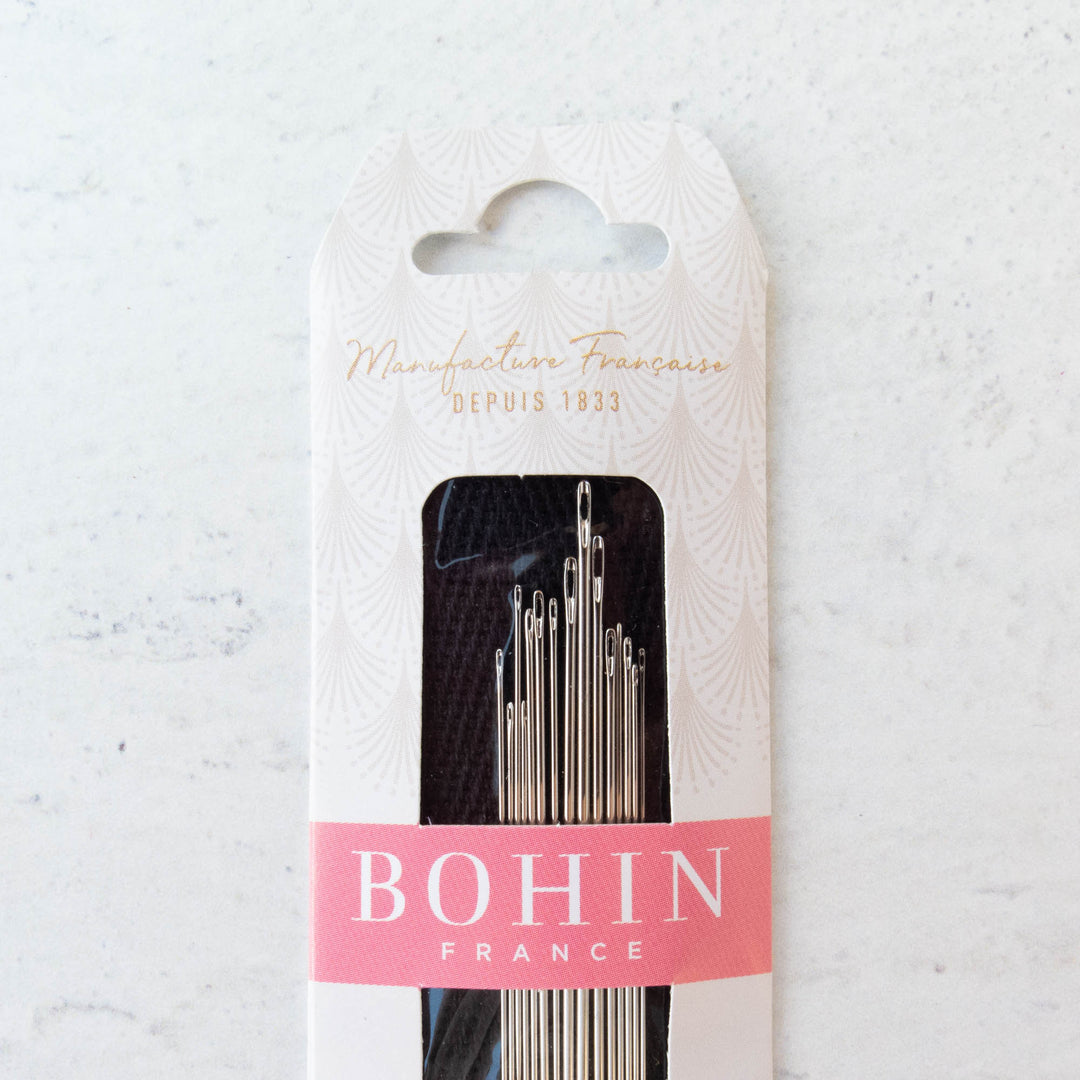 Manufacture Française
DEPUIS 1833
BOHIN
FRANCE